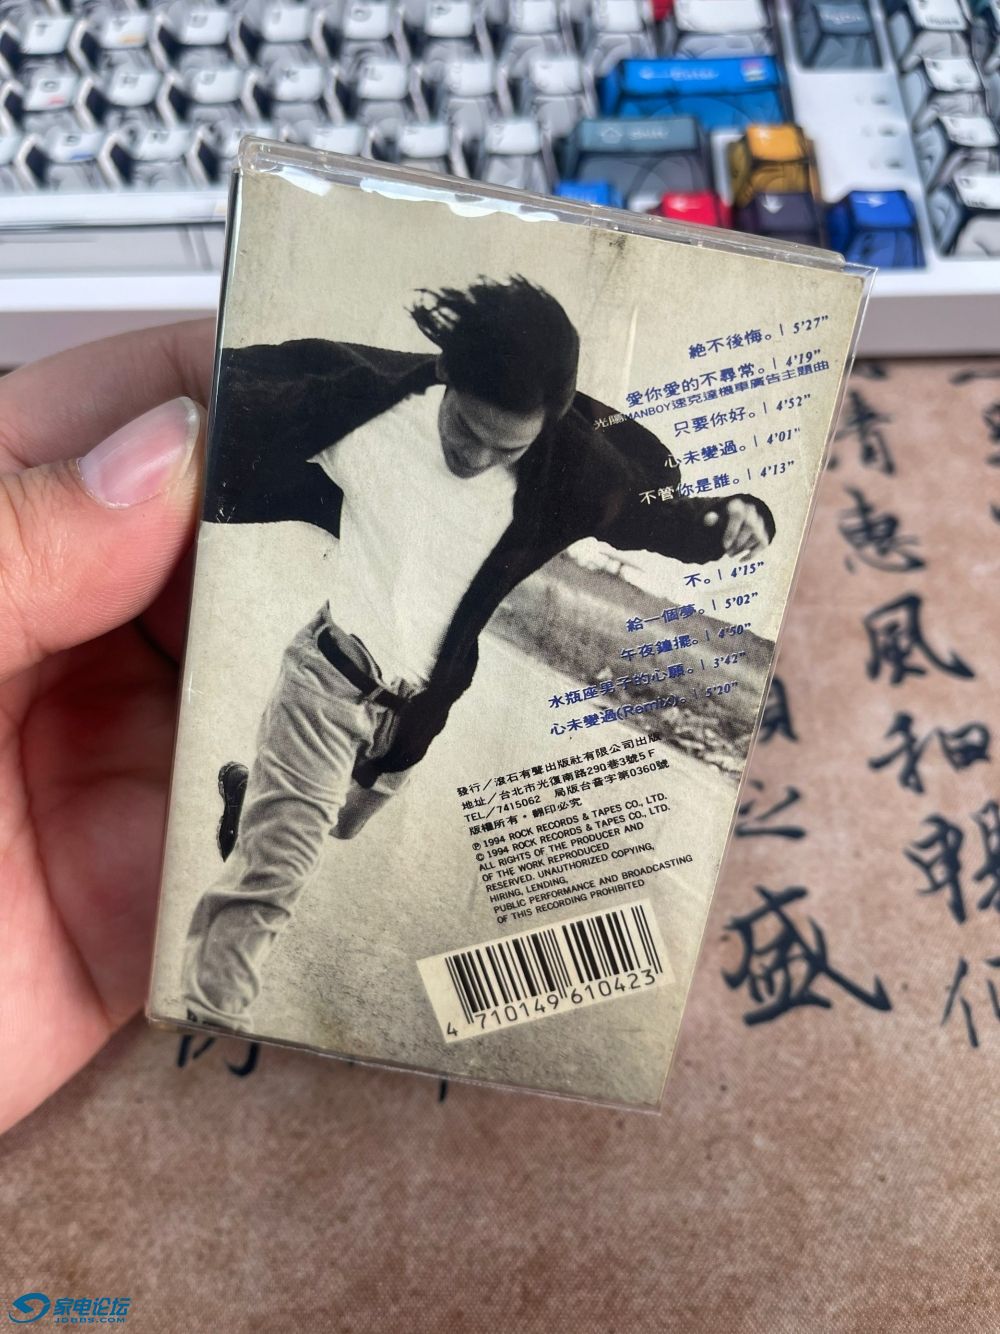 絕不後悔。| 5’27”
愛你愛的不尋常。| 4’19”
光陽MANBOY速克達機車廣告主題曲
只要你好。| 4’52”
心未變過。| 4’01”
不管你是誰。| 4’13”
不。| 4’15”
給一個夢。| 5’02”
午夜鐘擺。| 4’50”
水瓶座男子的心願。| 3’42”
心未變過(Remix)。| 5’20”
發行／滾石有聲出版社有限公司出版
地址／台北市光復南路290巷3號5F
TEL／7415062 局版台音字第0360號
版權所有・翻印必究
℗ 1994 ROCK RECORDS & TAPES CO., LTD.
© 1994 ROCK RECORDS & TAPES CO., LTD.
ALL RIGHTS OF THE PRODUCER AND
OF THE WORK REPRODUCED
RESERVED. UNAUTHORIZED COPYING,
HIRING, LENDING,
PUBLIC PERFORMANCE AND BROADCASTING
OF THIS RECORDING PROHIBITED
4 710149 610423
清
惠
風
和
暢
盛
家电论坛
JDBBS.COM